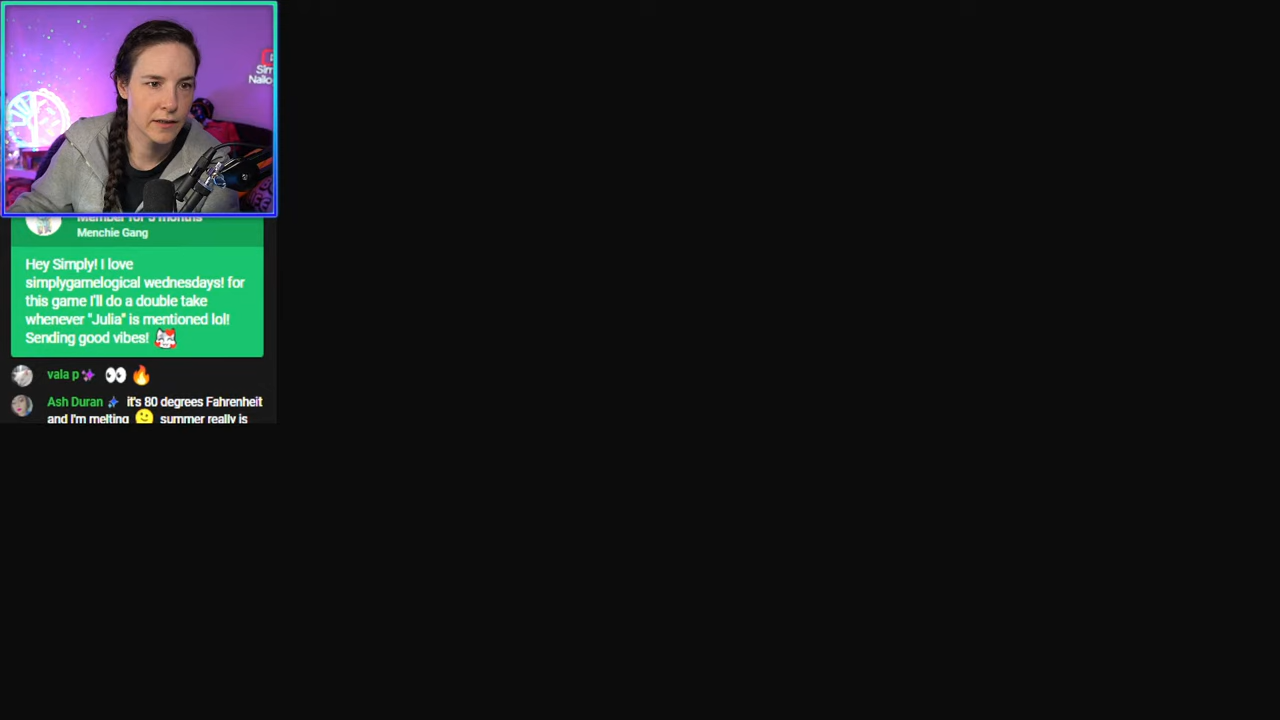 Member for 5 months
Menchie Gang
Hey Simply! I love
simplygamelogical wednesdays! for
this game I'll do a double take
whenever "Julia" is mentioned lol!
Sending good vibes!
vala p
Ash Duran it's 80 degrees Fahrenheit
and I'm melting 🫠 summer really is